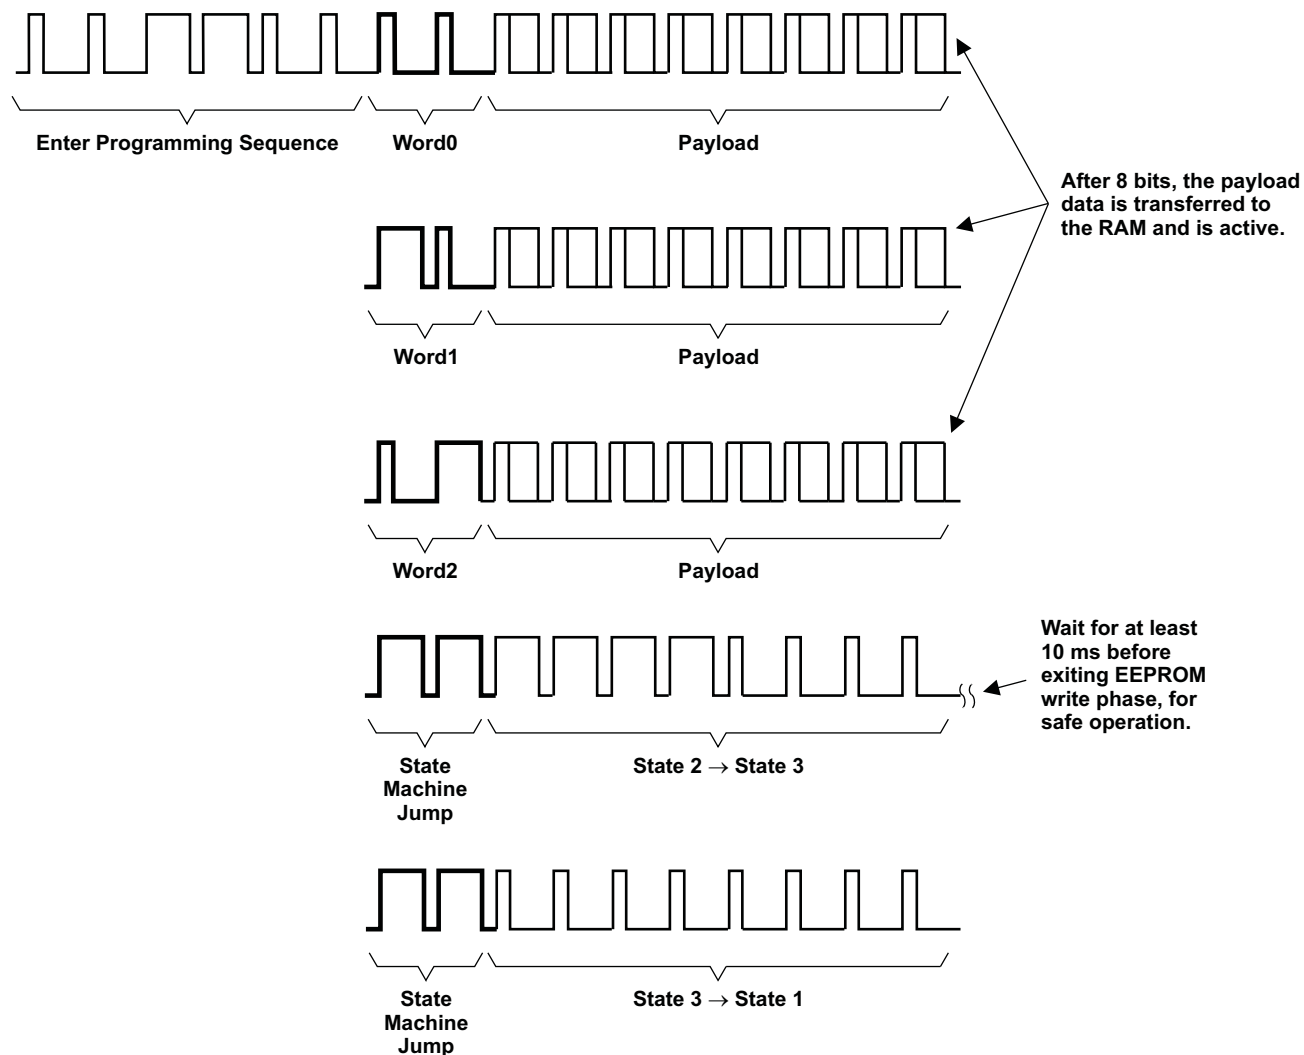 Enter Programming Sequence
Word0
Payload
After 8 bits, the payload
data is transferred to
the RAM and is active.
Word1
Payload
Word2
Payload
Wait for at least
10 ms before
exiting EEPROM
write phase, for
safe operation.
State
Machine
Jump
State 2 → State 3
State
Machine
Jump
State 3 → State 1